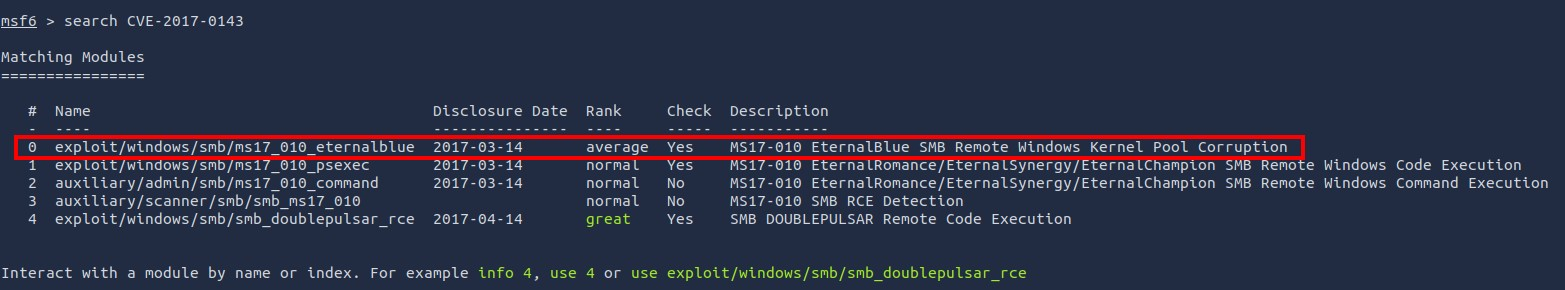 msf6 > search CVE-2017-0143
Matching Modules
================
# Name Disclosure Date Rank Check Description
- ---- --------------- ---- ----- -----------
0 exploit/windows/smb/ms17_010_eternalblue 2017-03-14 average Yes MS17-010 EternalBlue SMB Remote Windows Kernel Pool Corruption
1 exploit/windows/smb/ms17_010_psexec 2017-03-14 normal Yes MS17-010 EternalRomance/EternalSynergy/EternalChampion SMB Remote Windows Code Execution
2 auxiliary/admin/smb/ms17_010_command 2017-03-14 normal No MS17-010 EternalRomance/EternalSynergy/EternalChampion SMB Remote Windows Command Execution
3 auxiliary/scanner/smb/smb_ms17_010 normal No MS17-010 SMB RCE Detection
4 exploit/windows/smb/smb_doublepulsar_rce 2017-04-14 great Yes SMB DOUBLEPULSAR Remote Code Execution
Interact with a module by name or index. For example info 4, use 4 or use exploit/windows/smb/smb_doublepulsar_rce